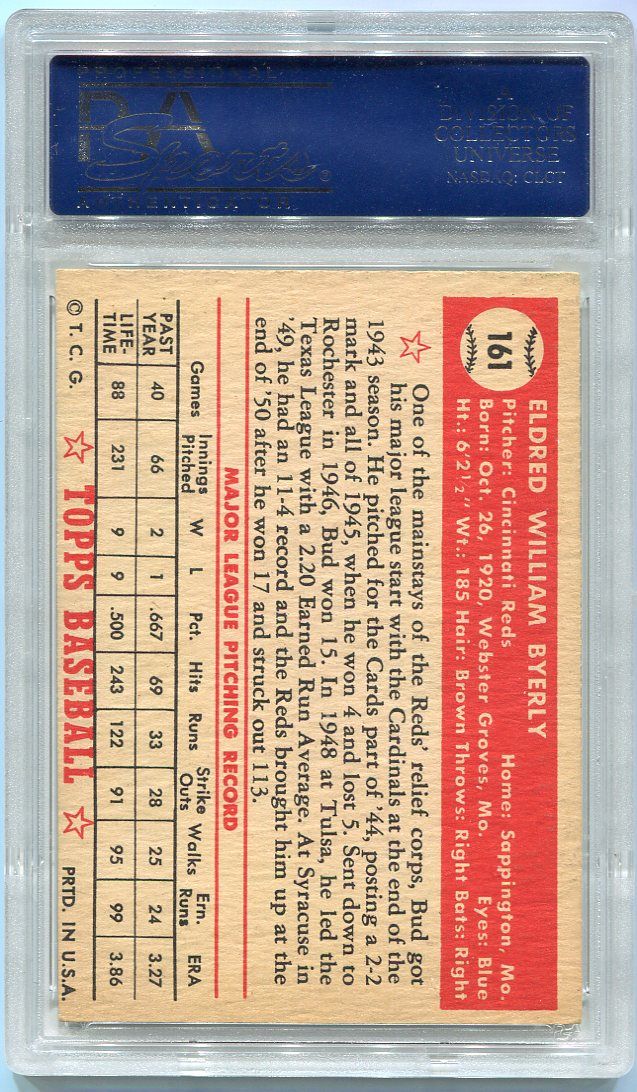 PROFESSIONAL
PSA
Sports®
AUTHENTICATOR
A
DIVISION OF
COLLECTORS
UNIVERSE
NASDAQ: CLCT
161
ELDRED WILLIAM BYERLY
Pitcher: Cincinnati Reds Home: Sappington, Mo.
Born: Oct. 26, 1920, Webster Groves, Mo. Eyes: Blue
Ht.: 6'2½" Wt.: 185 Hair: Brown Throws: Right Bats: Right
One of the mainstays of the Reds' relief corps, Bud got
his major league start with the Cardinals at the end of the
1943 season. He pitched for the Cards part of '44, posting a 2-2
mark and all of 1945, when he won 4 and lost 5. Sent down to
Rochester in 1946, Bud won 15. In 1948 at Tulsa, he led the
Texas League with a 2.20 Earned Run Average. At Syracuse in
'49, he had an 11-4 record and the Reds brought him up at the
end of '50 after he won 17 and struck out 113.
MAJOR LEAGUE PITCHING RECORD
Games Innings Pitched W L Pct. Hits Runs Strike Outs Walks Ern. Runs ERA
PAST YEAR 40 66 2 1 .667 69 33 28 25 24 3.27
LIFE-TIME 88 231 9 9 .500 243 122 91 95 99 3.86
© T. C. G. TOPPS BASEBALL PRTD. IN U.S.A.